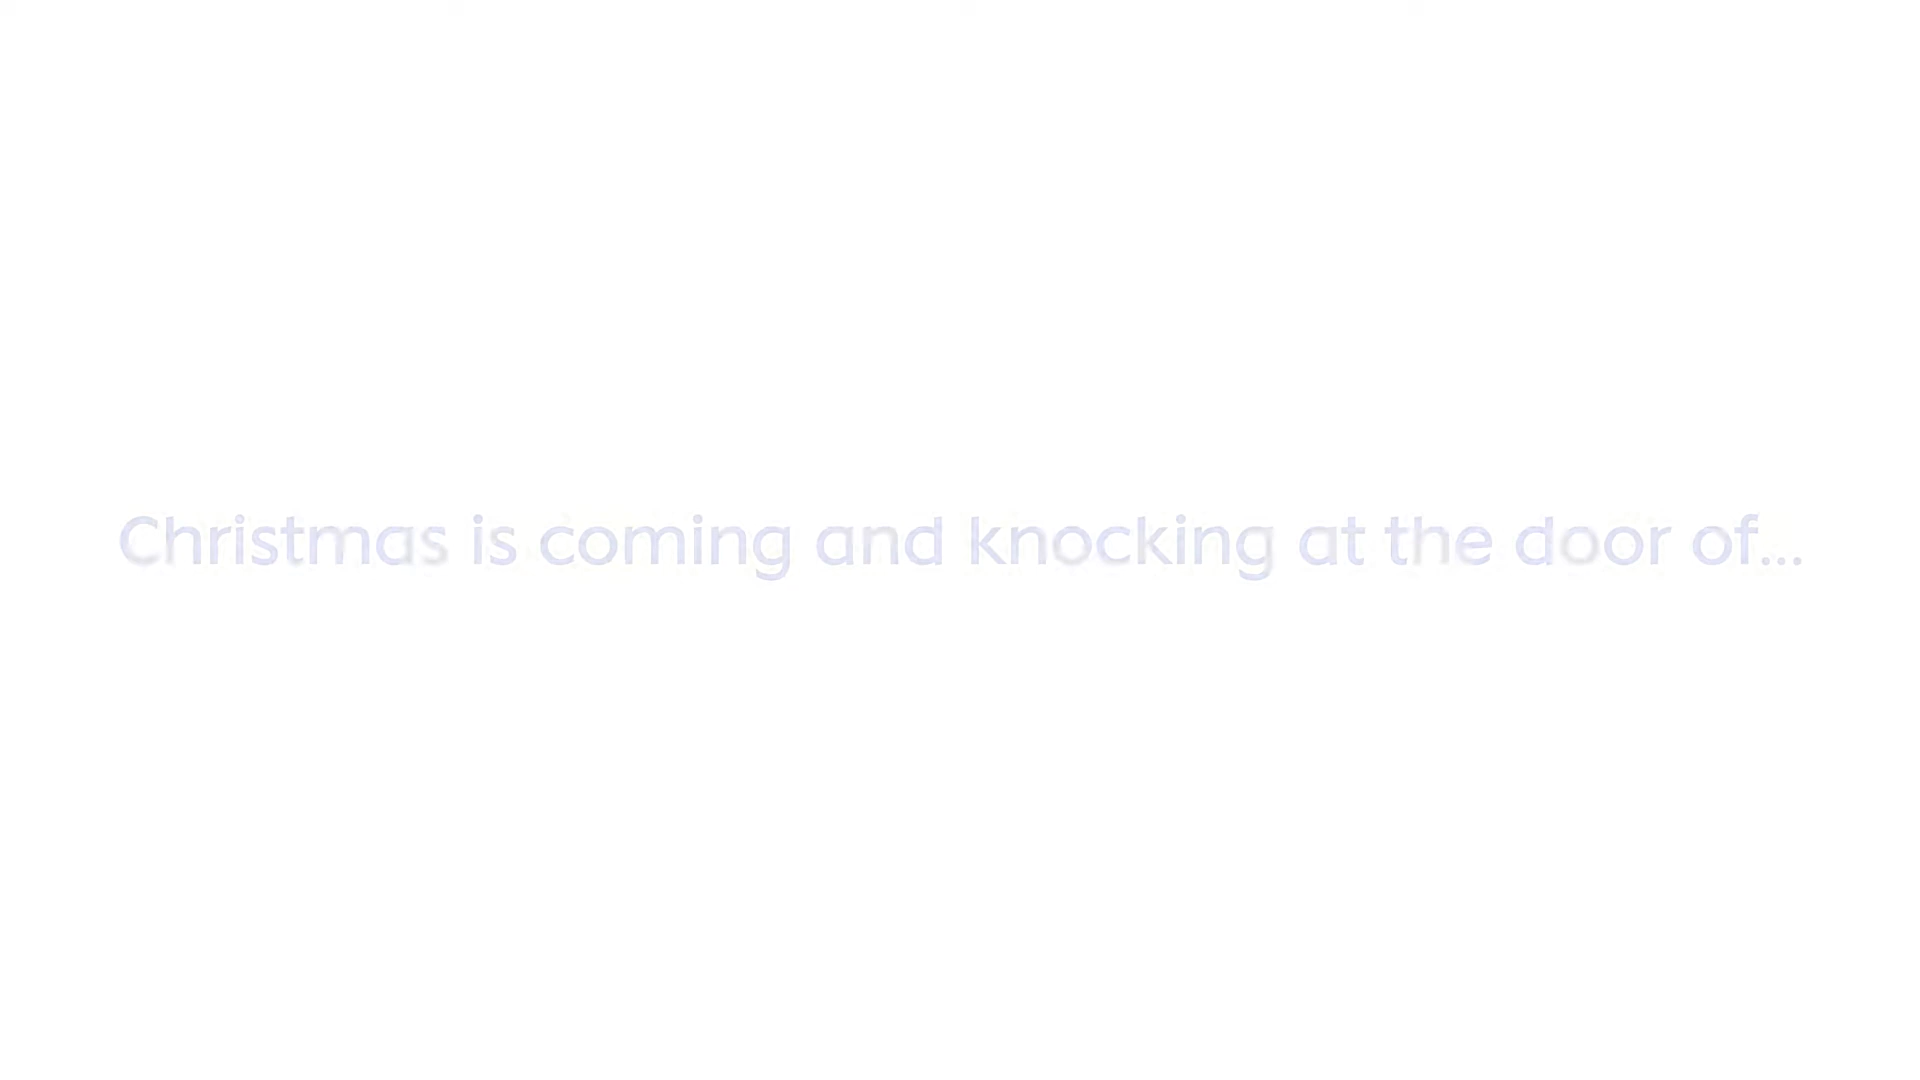 Christmas is coming and knocking at the door of...